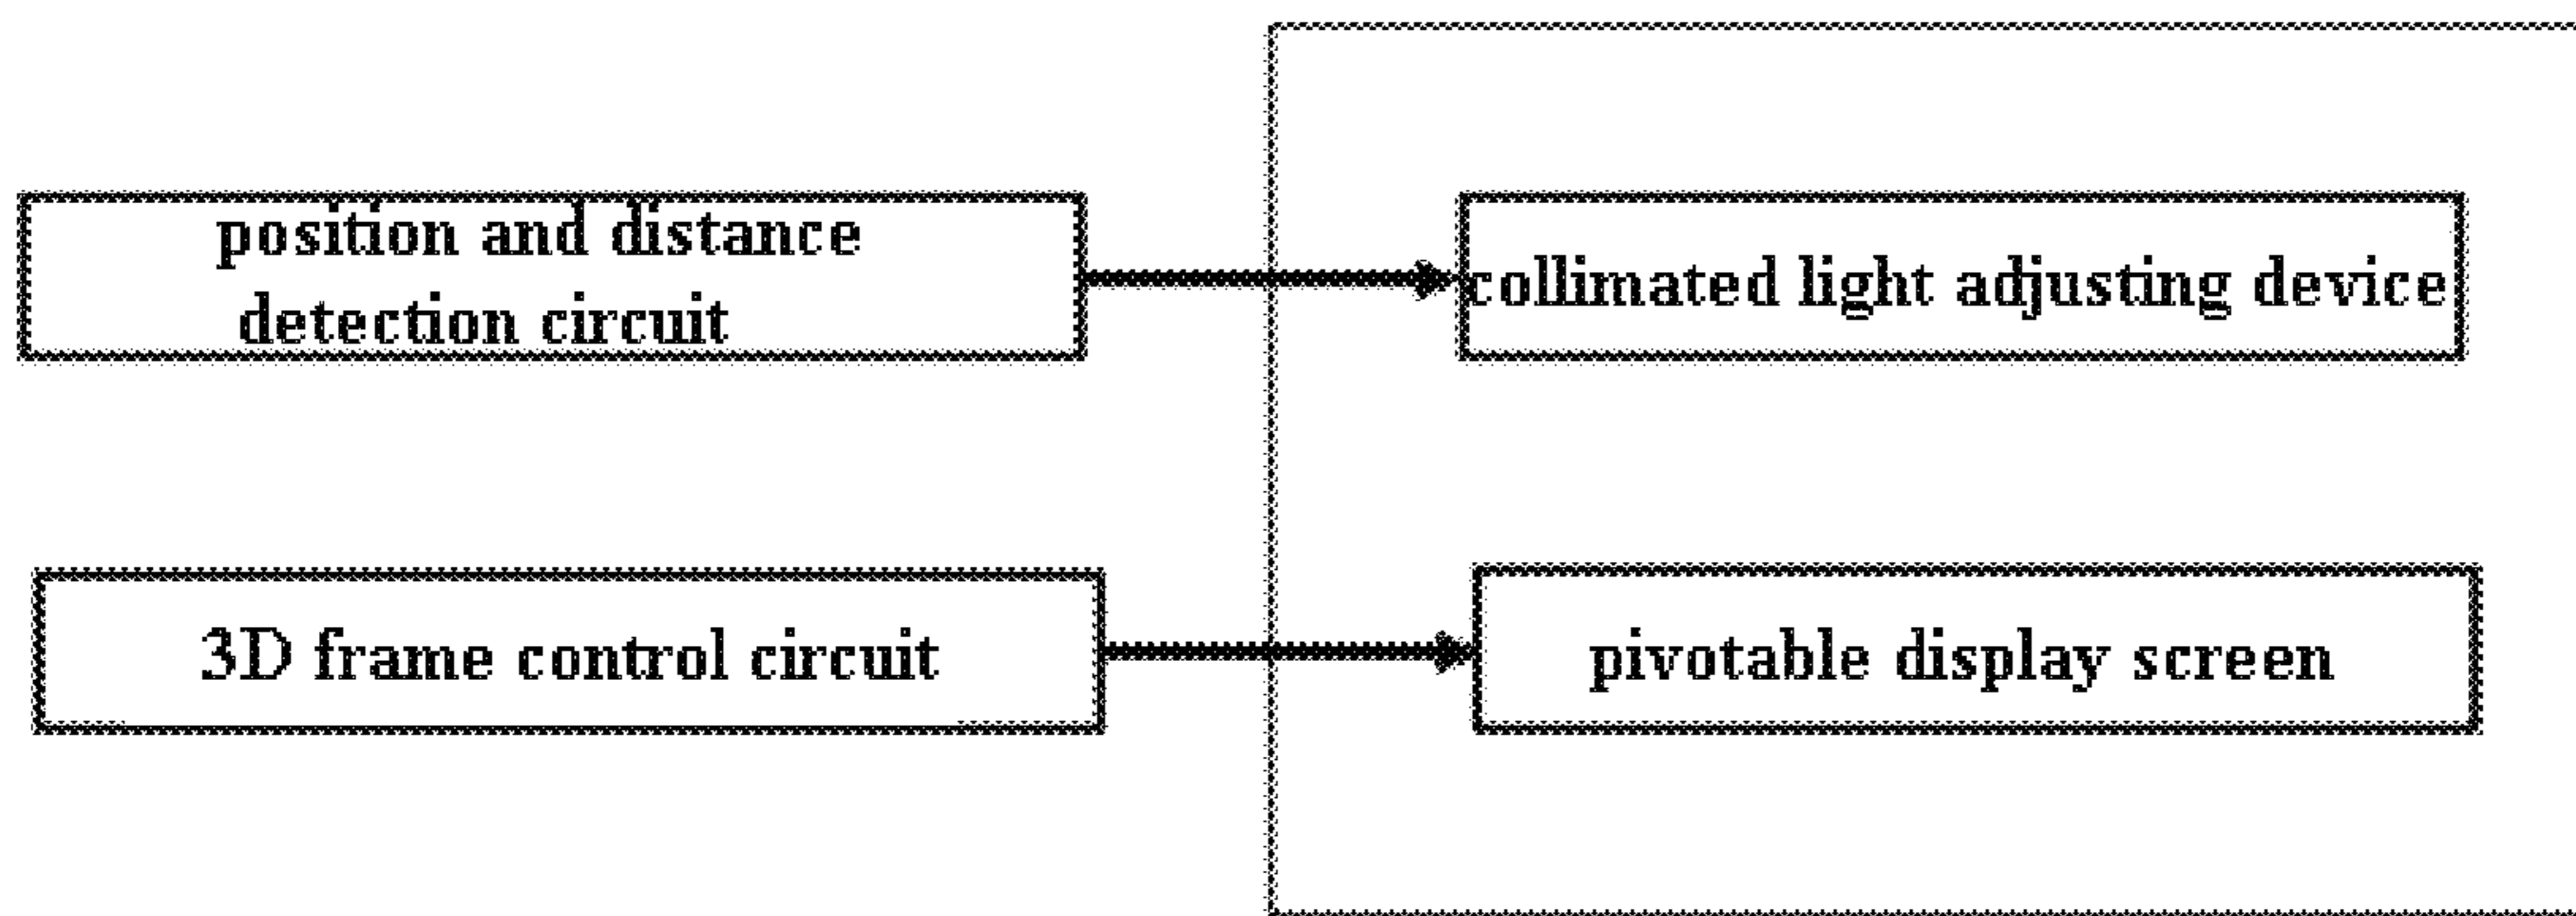 position and distance
detection circuit
collimated light adjusting device
3D frame control circuit
pivotable display screen